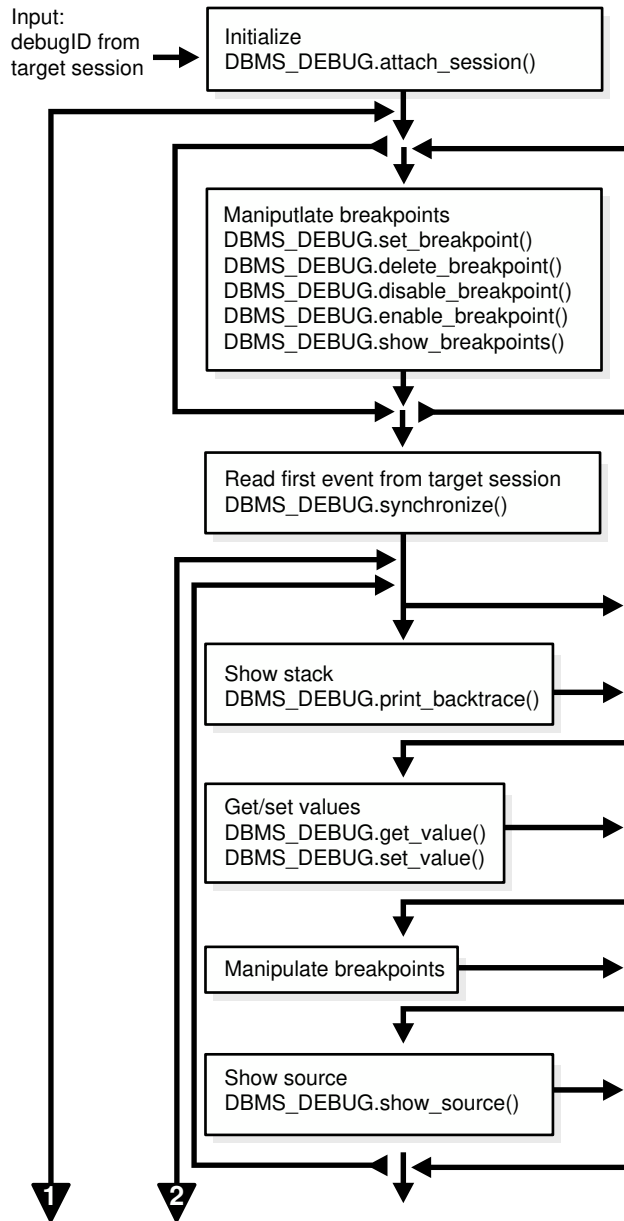 Input:
debugID from
target session
Initialize
DBMS_DEBUG.attach_session()
Maniputlate breakpoints
DBMS_DEBUG.set_breakpoint()
DBMS_DEBUG.delete_breakpoint()
DBMS_DEBUG.disable_breakpoint()
DBMS_DEBUG.enable_breakpoint()
DBMS_DEBUG.show_breakpoints()
Read first event from target session
DBMS_DEBUG.synchronize()
Show stack
DBMS_DEBUG.print_backtrace()
Get/set values
DBMS_DEBUG.get_value()
DBMS_DEBUG.set_value()
Manipulate breakpoints
Show source
DBMS_DEBUG.show_source()
1
2